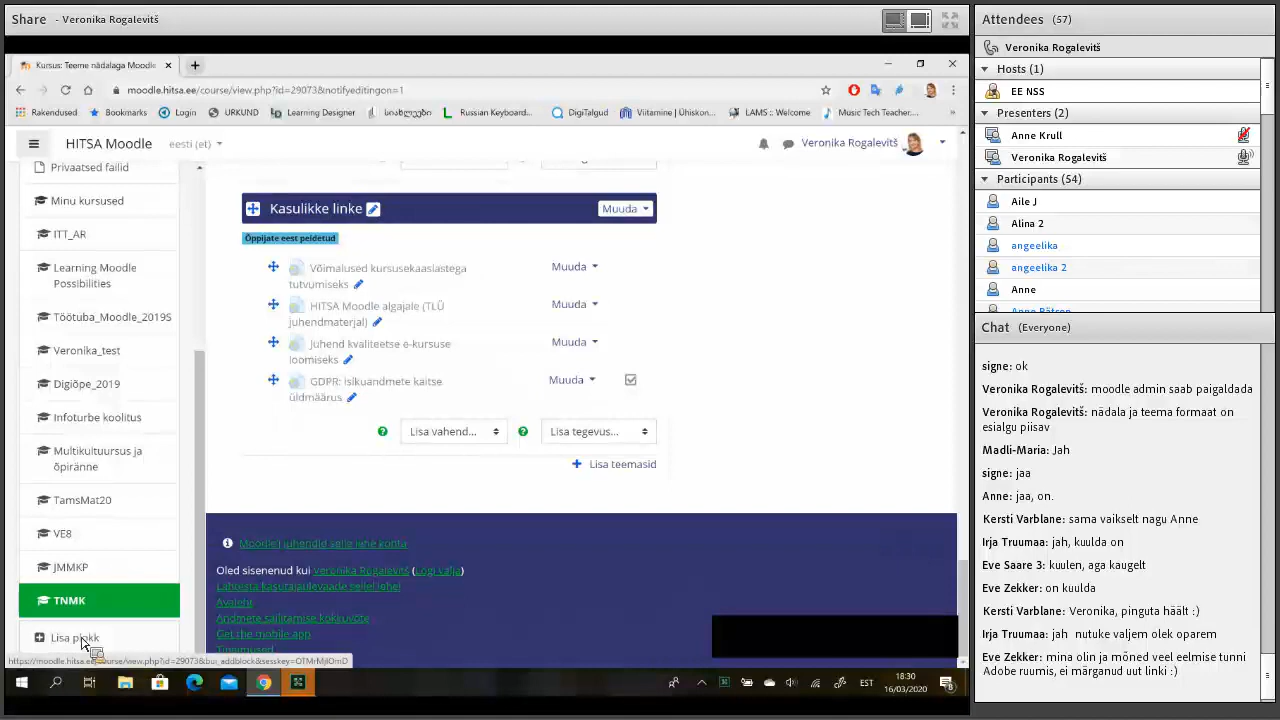 Share - Veronika Rogalevitš
Kursus: Teeme nädalaga Moodle
moodle.hitsa.ee/course/view.php?id=29073&notifyeditingon=1
Rakendused Bookmarks Login URKUND Learning Designer Russian Keyboard... DigiTalgud Viitamine | Ühiskon... LAMS :: Welcome Music Tech Teacher,...
HITSA Moodle eesti (et) Veronika Rogalevitš
Privaatsed failid
Minu kursused
ITT_AR
Learning Moodle
Possibilities
Töötuba_Moodle_2019S
Veronika_test
Digiõpe_2019
Infoturbe koolitus
Multikultuursus ja
õpiränne
TamsMat20
VE8
JMMKP
TNMK
Lisa plokk
Kasulikke linke Muuda
Õppijate eest peidetud
Võimalused kursusekaaslastega Muuda
tutvumiseks
HITSA Moodle algajale (TLÜ Muuda
juhendmaterjal)
Juhend kvaliteetse e-kursuse Muuda
loomiseks
GDPR: isikuandmete kaitse Muuda
üldmäärus
Lisa vahend... Lisa tegevus...
Lisa teemasid
Moodle'i juhendid selle lehe kohta
Oled sisenenud kui Veronika Rogalevitš (Logi välja)
Lähtesta kasutajaülevaade sellel lehel
Avaleht
Andmete säilitamise kokkuvõte
Get the mobile app
EST
18:30
16/03/2020
8
Attendees (57)
Veronika Rogalevitš
Hosts (1)
EE NSS
Presenters (2)
Anne Krull
Veronika Rogalevitš
Participants (54)
Aile J
Alina 2
angeelika
angeelika 2
Anne
Anne Rätsep
Chat (Everyone)
signe: ok
Veronika Rogalevitš: moodle admin saab paigaldada
Veronika Rogalevitš: nädala ja teema formaat on
esialgu piisav
Madli-Maria: Jah
signe: jaa
Anne: jaa, on.
Kersti Varblane: sama vaikselt nagu Anne
Irja Truumaa: jah, kuulda on
Eve Saare 3: kuulen, aga kaugelt
Eve Zekker: on kuulda
Kersti Varblane: Veronika, pinguta häält :)
Irja Truumaa: jah nutuke valjem olek oparem
Eve Zekker: mina olin ja mõned veel eelmise tunni
Adobe ruumis, ei märganud uut linki :)